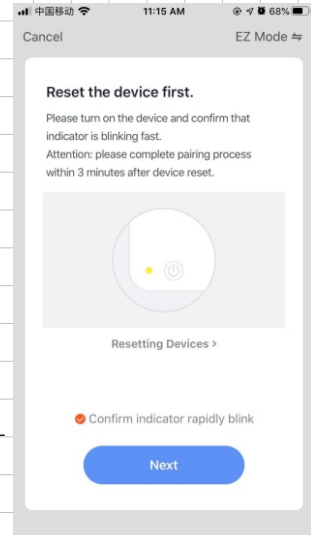 中国移动 11:15 AM 68%
Cancel EZ Mode
Reset the device first.
Please turn on the device and confirm that
indicator is blinking fast.
Attention: please complete pairing process
within 3 minutes after device reset.
Resetting Devices >
Confirm indicator rapidly blink
Next